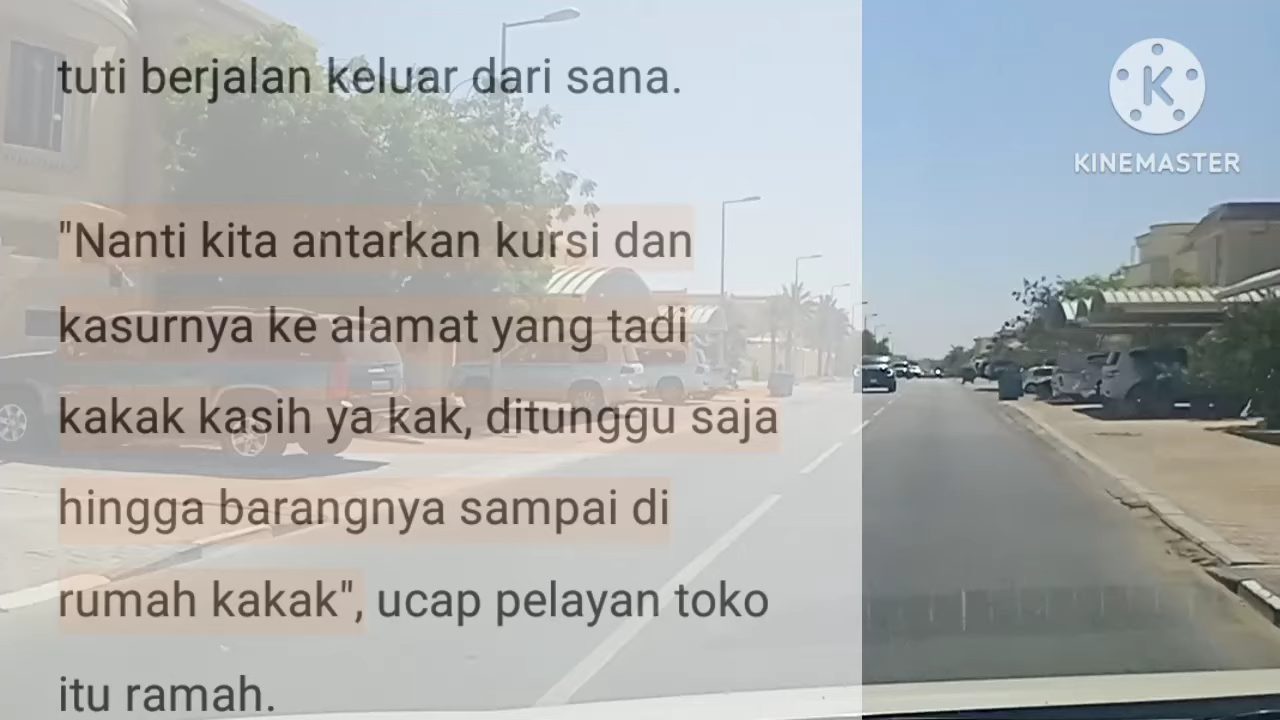 tuti berjalan keluar dari sana.
"Nanti kita antarkan kursi dan
kasurnya ke alamat yang tadi
kakak kasih ya kak, ditunggu saja
hingga barangnya sampai di
rumah kakak", ucap pelayan toko
itu ramah.
KINEMASTER